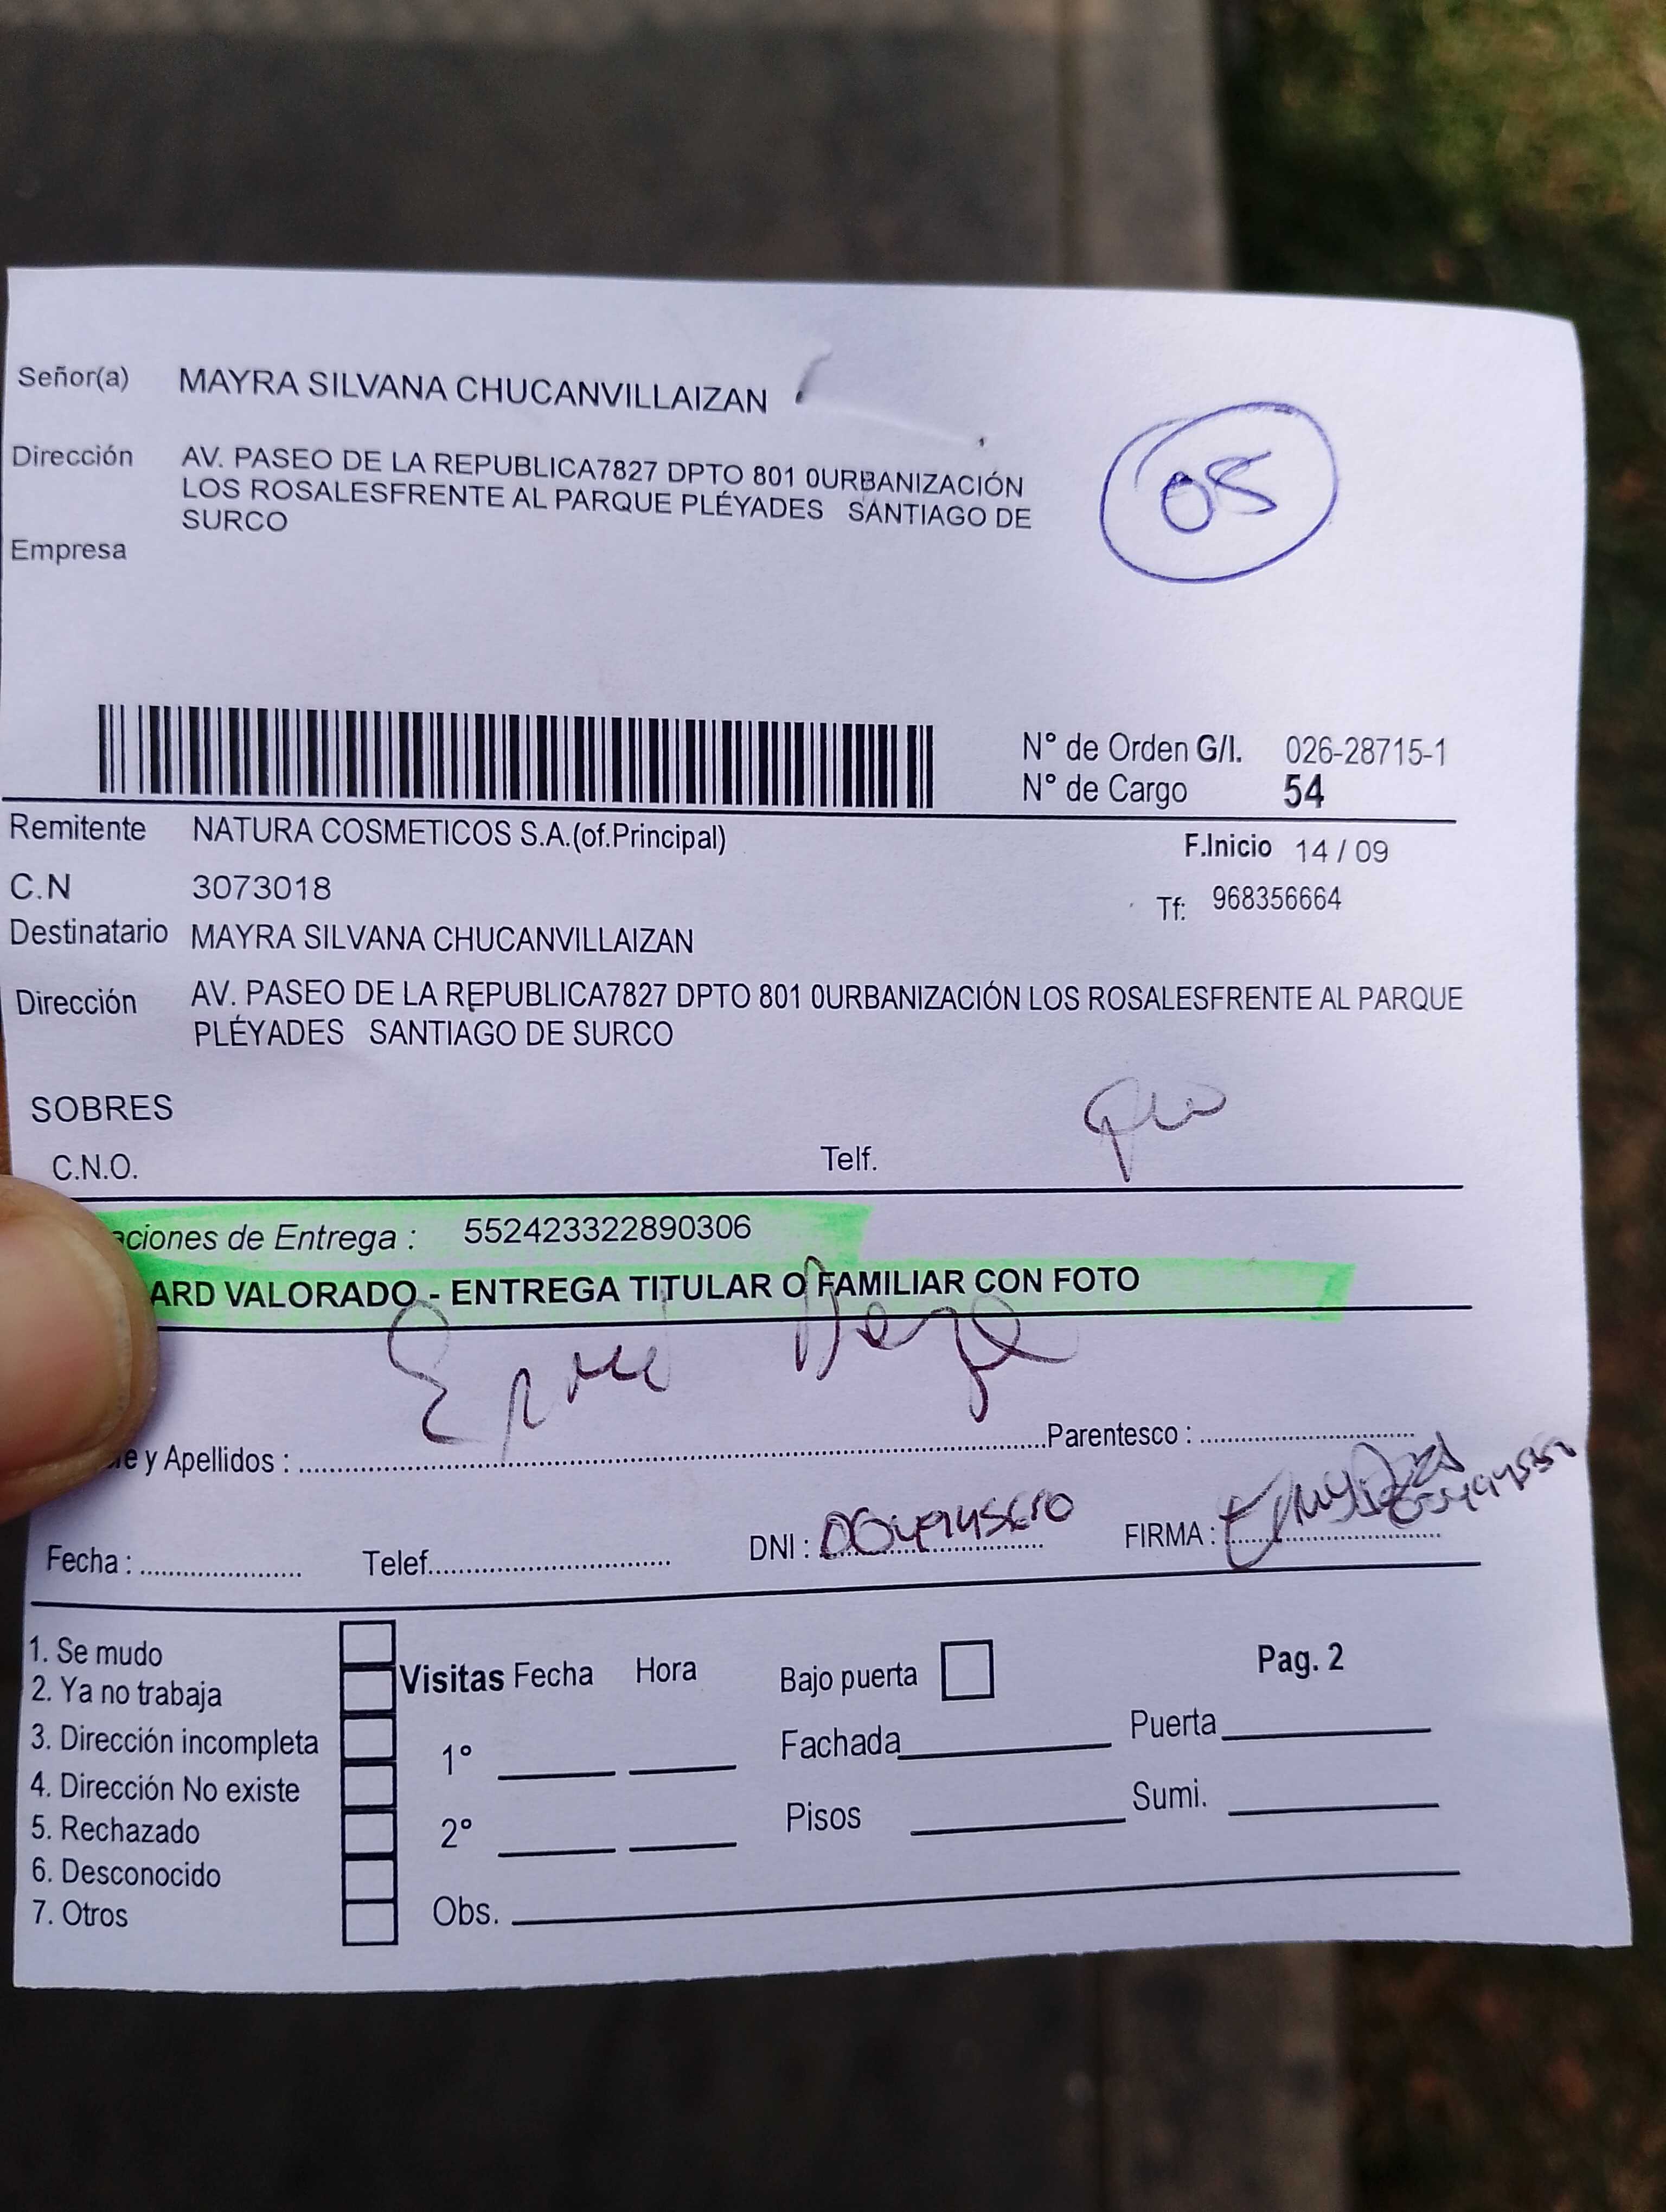 Señor(a) MAYRA SILVANA CHUCANVILLAIZAN
Dirección AV. PASEO DE LA REPUBLICA7827 DPTO 801 0URBANIZACIÓN
LOS ROSALESFRENTE AL PARQUE PLÉYADES SANTIAGO DE
SURCO
Empresa
05
N° de Orden G/I. 026-28715-1
N° de Cargo 54
Remitente NATURA COSMETICOS S.A.(of.Principal)
F.Inicio 14 / 09
C.N 3073018
Tf: 968356664
Destinatario MAYRA SILVANA CHUCANVILLAIZAN
Dirección AV. PASEO DE LA REPUBLICA7827 DPTO 801 0URBANIZACIÓN LOS ROSALESFRENTE AL PARQUE
PLÉYADES SANTIAGO DE SURCO
SOBRES
C.N.O. Telf.
aciones de Entrega : 552423322890306
ARD VALORADO - ENTREGA TITULAR O FAMILIAR CON FOTO
e y Apellidos : Parentesco :
Fecha : Telef. DNI : FIRMA :
1. Se mudo
2. Ya no trabaja
3. Dirección incompleta
4. Dirección No existe
5. Rechazado
6. Desconocido
7. Otros
Visitas Fecha Hora
1°
2°
Obs.
Bajo puerta
Fachada
Pisos
Pag. 2
Puerta
Sumi.